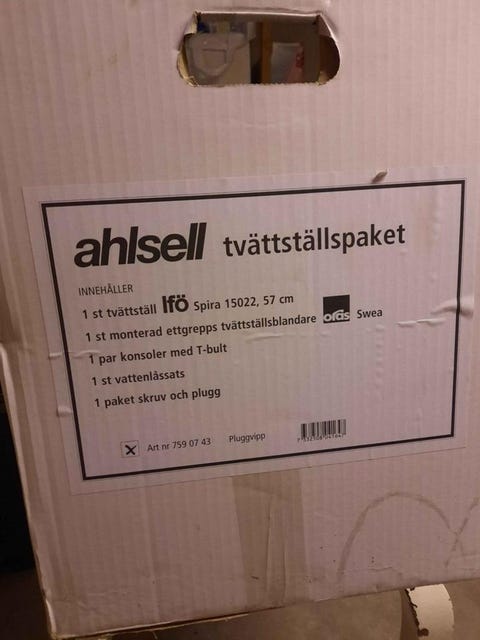 ahlsell tvättställspaket
INNEHÅLLER
1 st tvättställ Ifö Spira 15022, 57 cm
1 st monterad ettgrepps tvättställsblandare oras Swea
1 par konsoler med T-bult
1 st vattenlåssats
1 paket skruv och plugg
Art nr 759 07 43 Pluggvipp